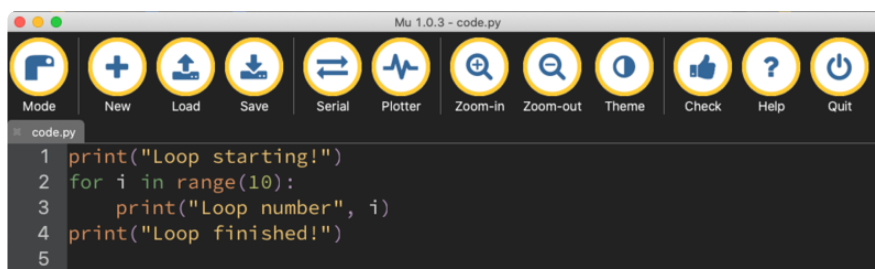 Mu 1.0.3 - code.py
Mode New Load Save Serial Plotter Zoom-in Zoom-out Theme Check Help Quit
code.py
1 print("Loop starting!")
2 for i in range(10):
3     print("Loop number", i)
4 print("Loop finished!")
5